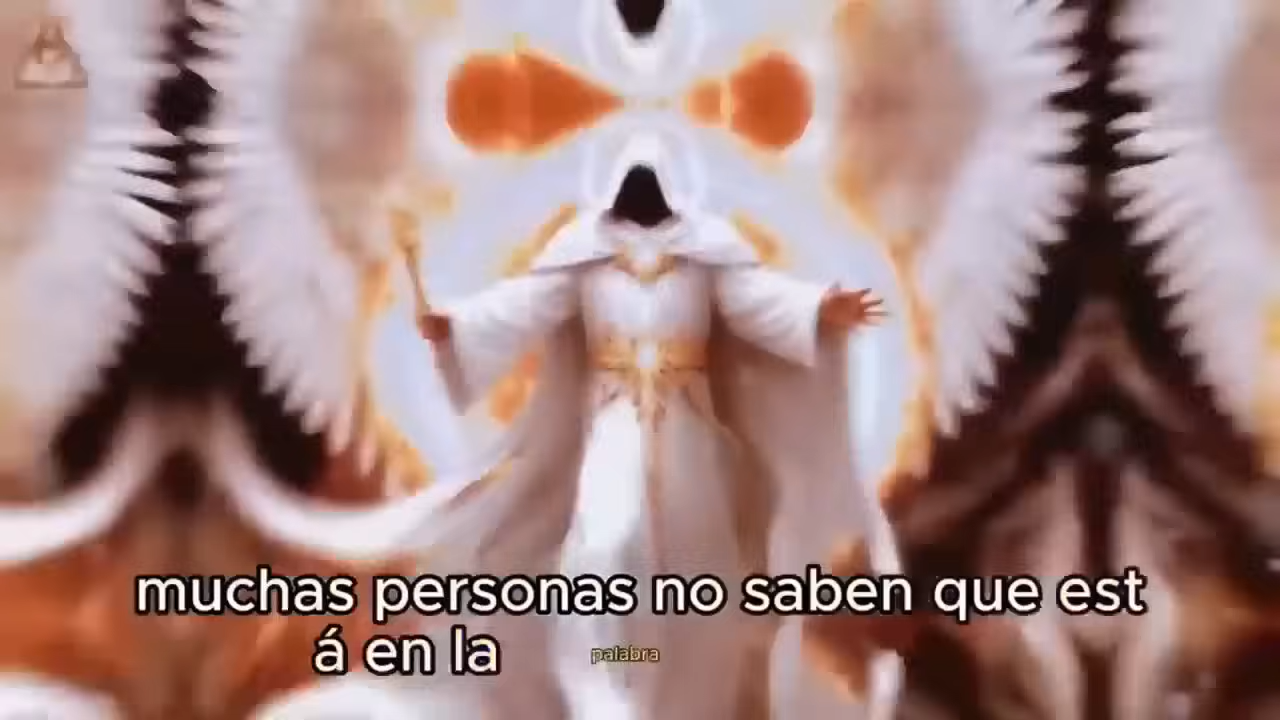 muchas personas no saben que est
á en la palabra